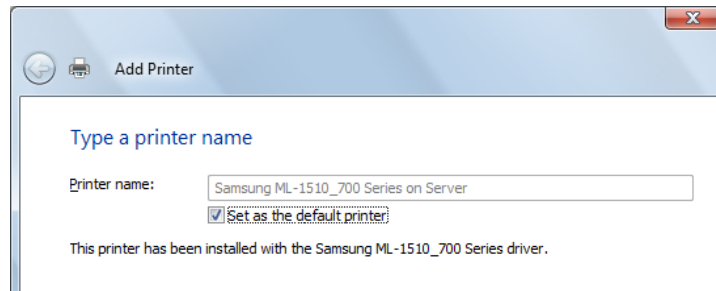 Add Printer
Type a printer name
Printer name:
Samsung ML-1510_700 Series on Server
Set as the default printer
This printer has been installed with the Samsung ML-1510_700 Series driver.